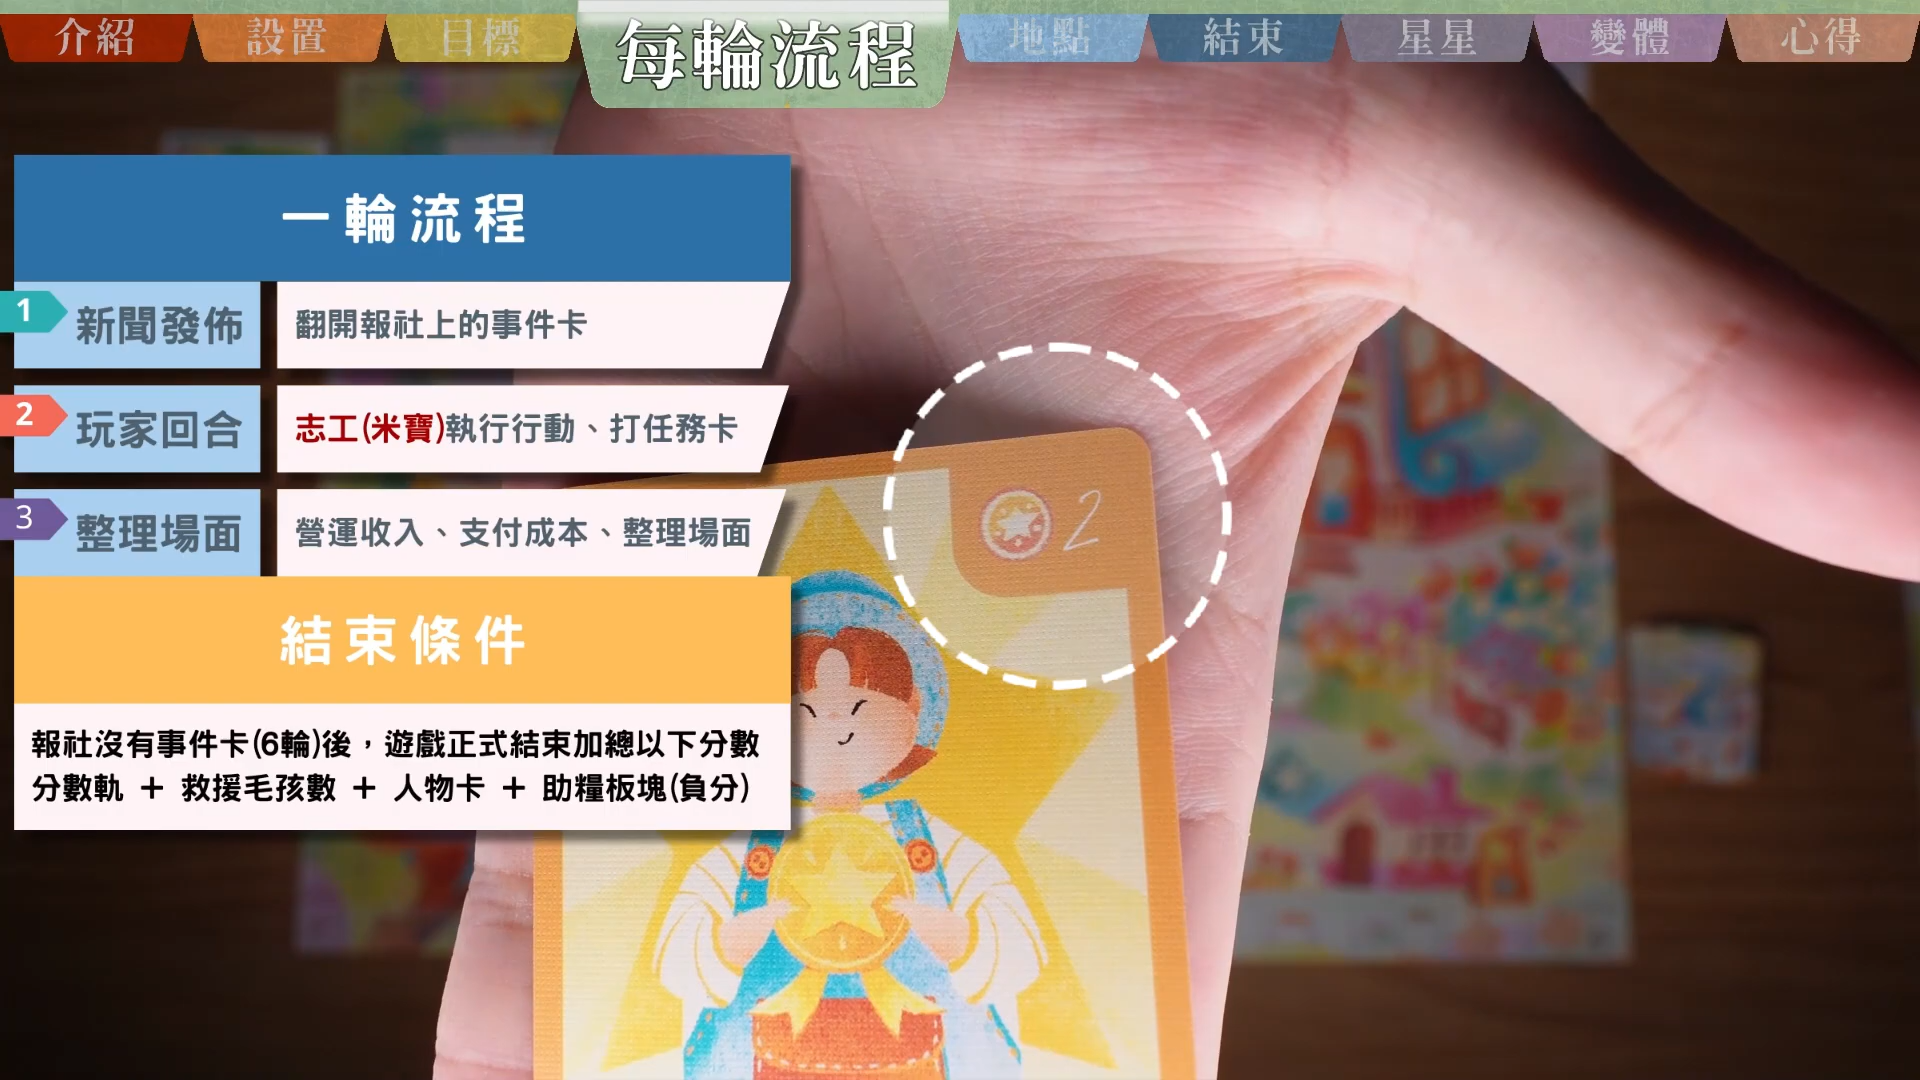 介紹 設置 目標 每輪流程 地點 結束 星星 變體 心得
一輪流程
1 新聞發佈 翻開報社上的事件卡
2 玩家回合 志工(米寶)執行行動、打任務卡
3 整理場面 營運收入、支付成本、整理場面
2
結束條件
報社沒有事件卡(6輪)後，遊戲正式結束加總以下分數
分數軌 + 救援毛孩數 + 人物卡 + 助糧板塊(負分)